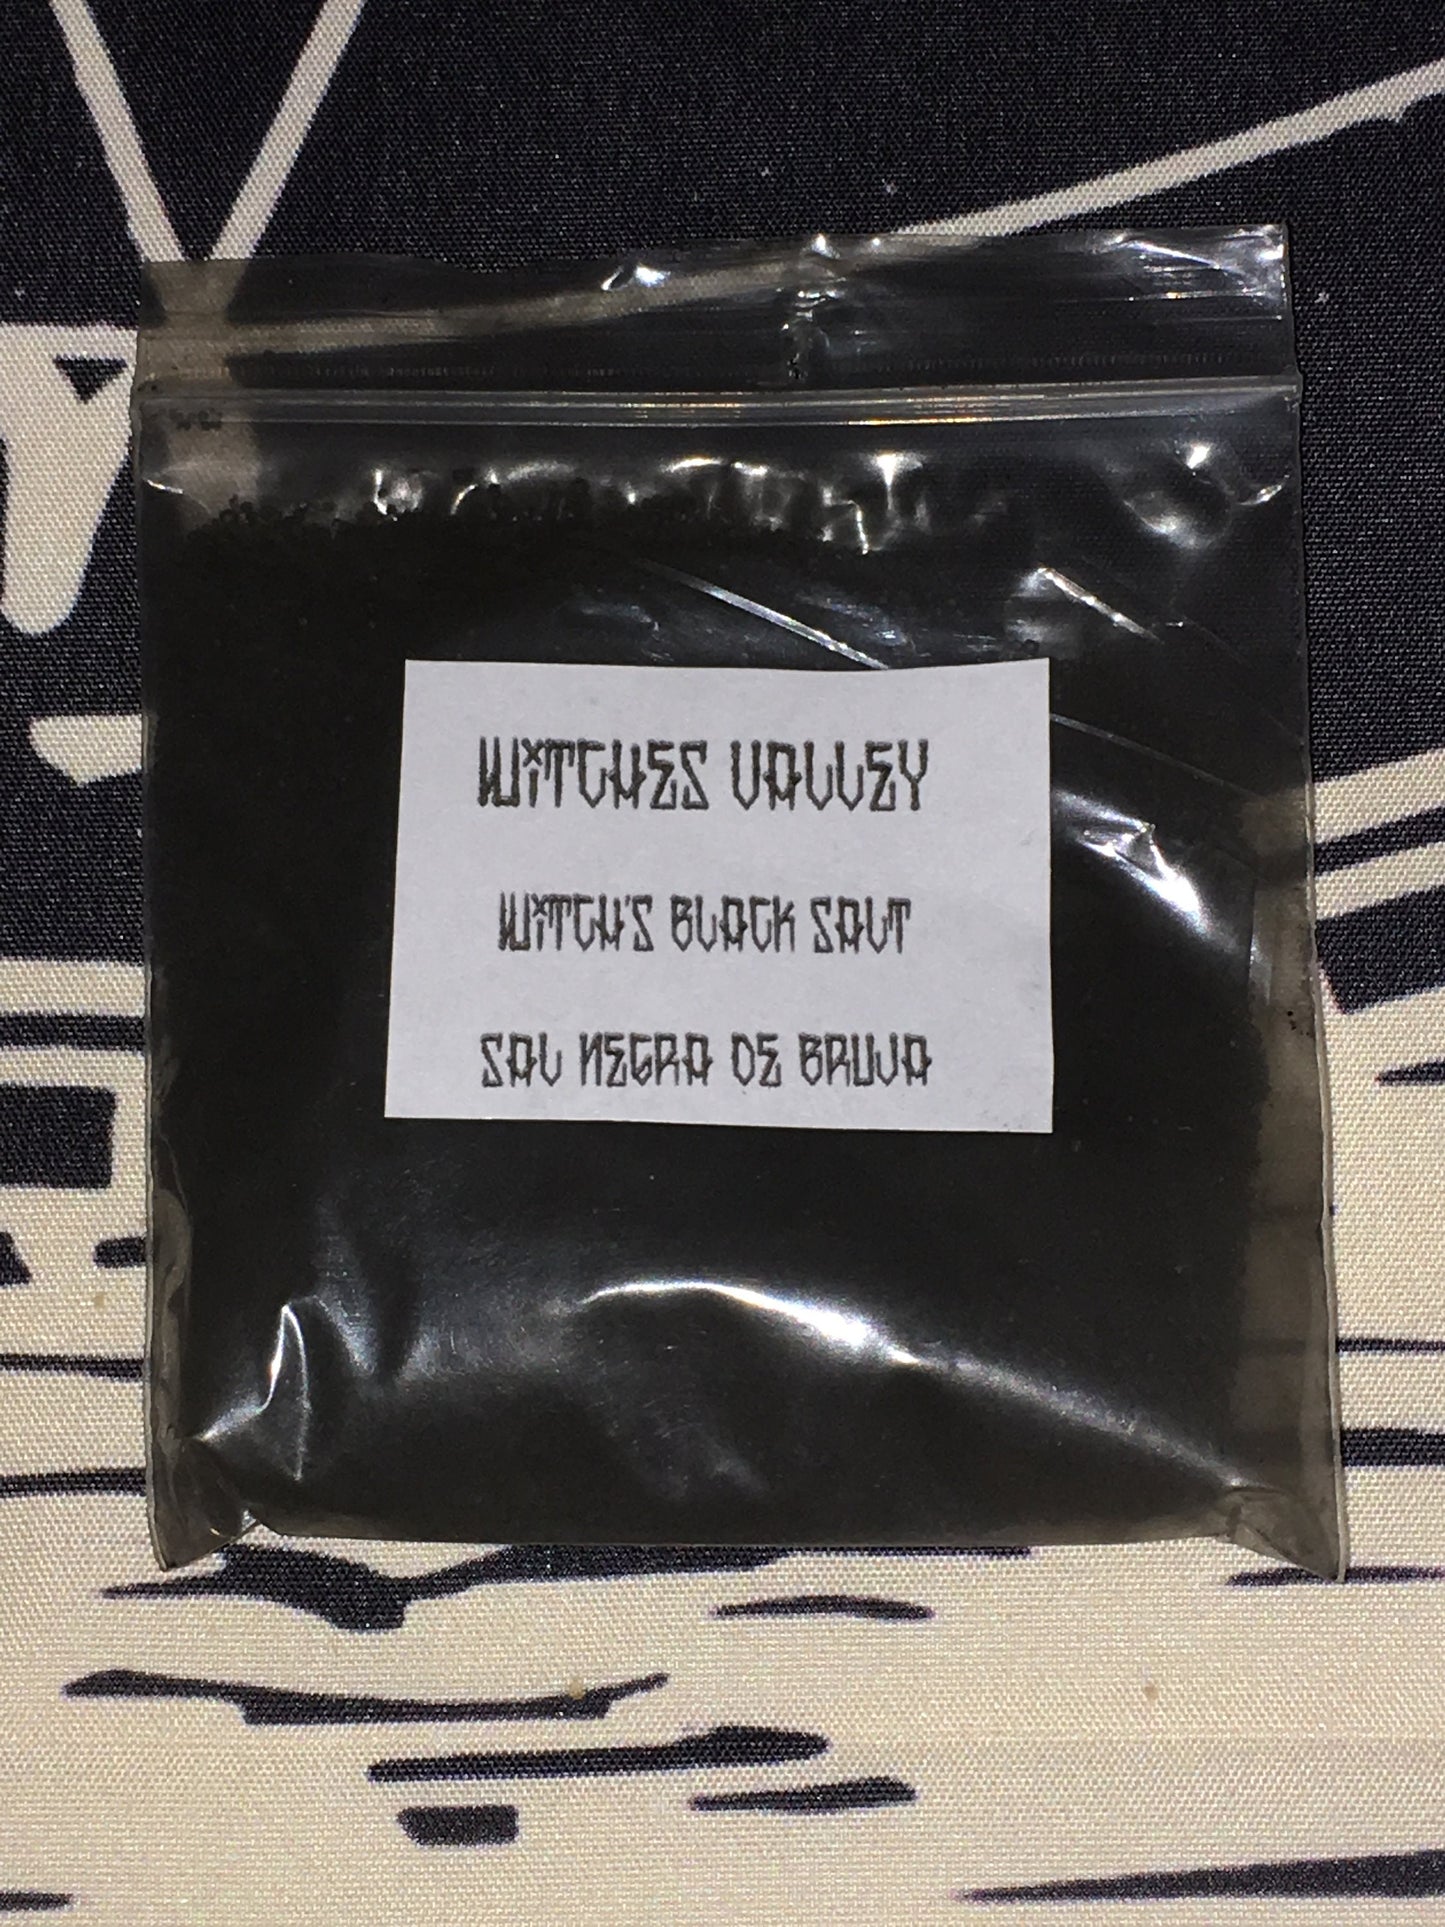 WiTCHES VALLEY
WiTCH'S BLACK SALT
SAL NEGRA DE BRUJA